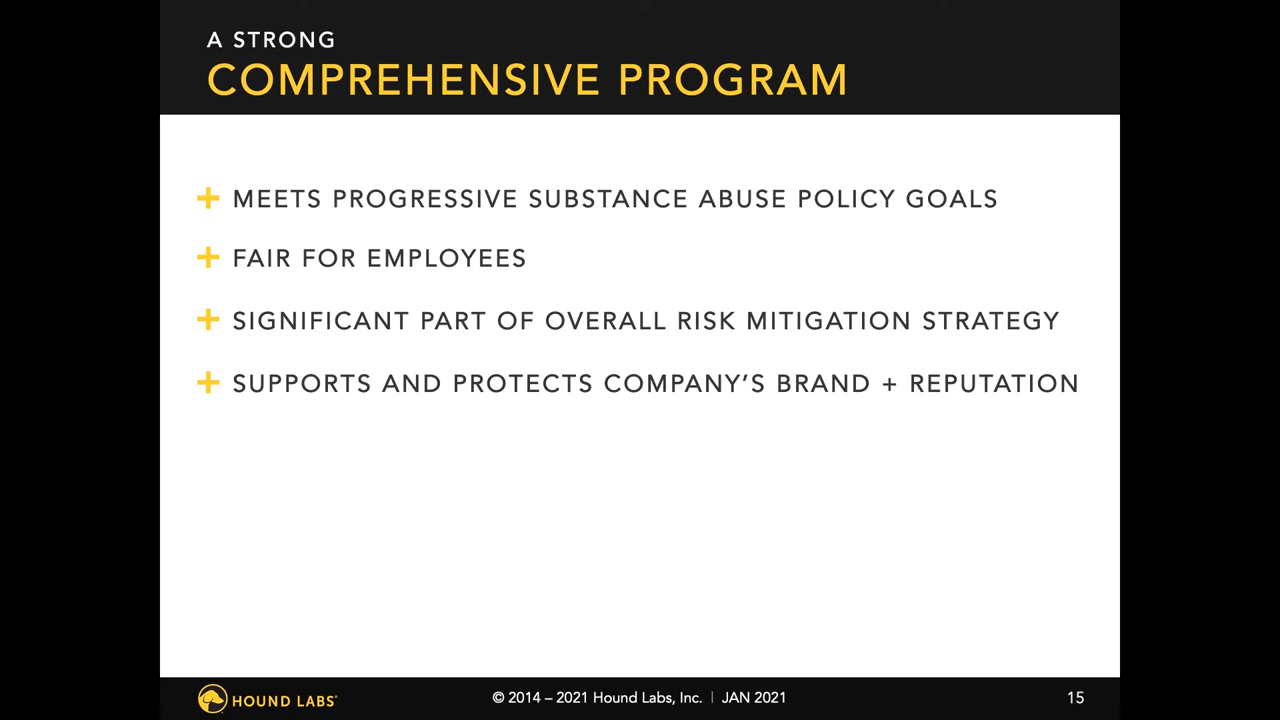 A STRONG
COMPREHENSIVE PROGRAM
+ MEETS PROGRESSIVE SUBSTANCE ABUSE POLICY GOALS
+ FAIR FOR EMPLOYEES
+ SIGNIFICANT PART OF OVERALL RISK MITIGATION STRATEGY
+ SUPPORTS AND PROTECTS COMPANY’S BRAND + REPUTATION
HOUND LABS® © 2014 – 2021 Hound Labs, Inc. | JAN 2021 15